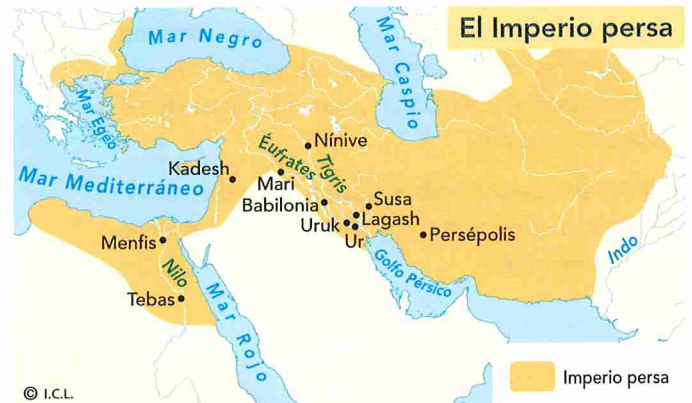 El Imperio persa
Mar Negro
Mar Caspio
Mar Egeo
Mar Mediterráneo
Nínive
Éufrates
Tigris
Kadesh
Mari
Babilonia
Susa
Lagash
Uruk
Ur
Persépolis
Menfis
Nilo
Tebas
Mar Rojo
Golfo Pérsico
Indo
Imperio persa
© I.C.L.